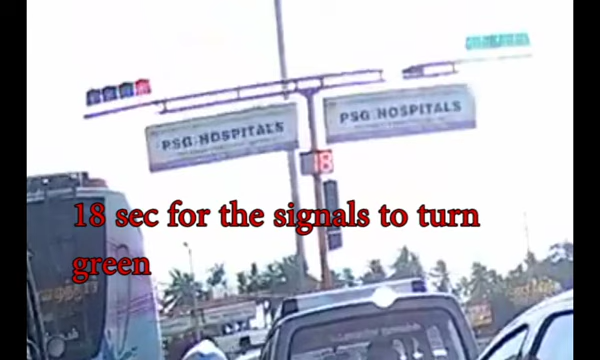 PSG HOSPITALS
PSG HOSPITALS
18
18 sec for the signals to turn
green